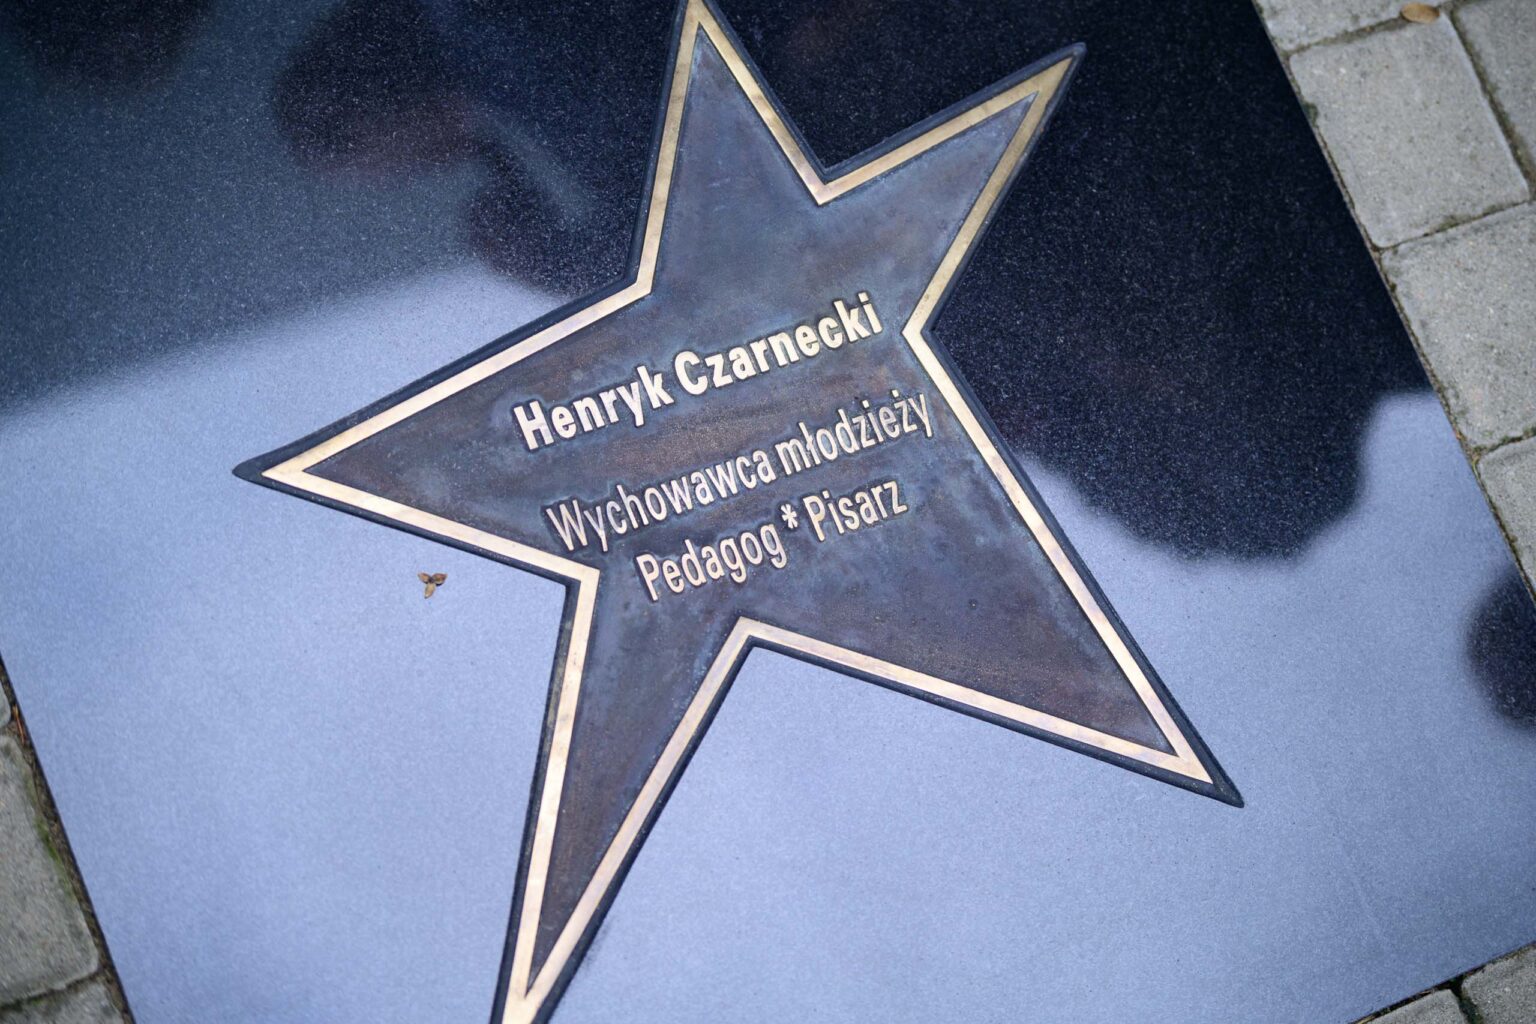 Henryk Czarnecki
Wychowawca młodzieży
Pedagog * Pisarz